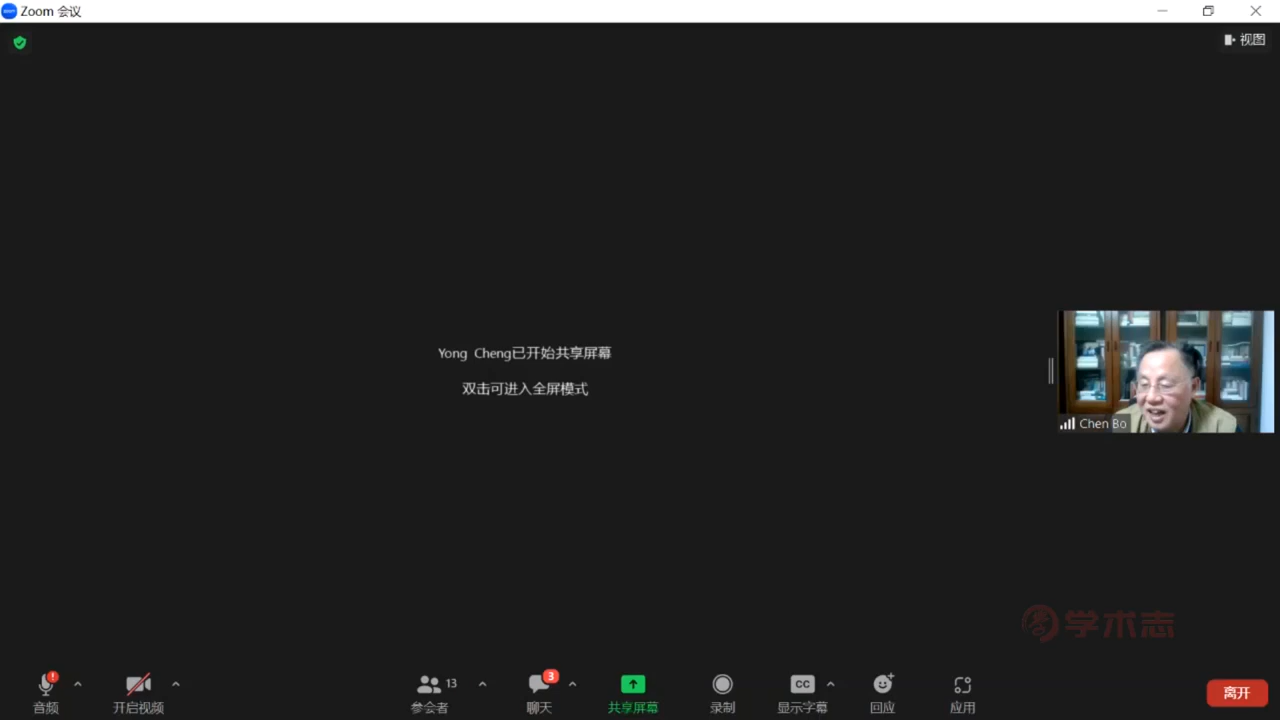 Zoom 会议
视图
Yong Cheng已开始共享屏幕
双击可进入全屏模式
Chen Bo
学术志
13
3
CC
音频
开启视频
参会者
聊天
共享屏幕
录制
显示字幕
回应
应用
离开